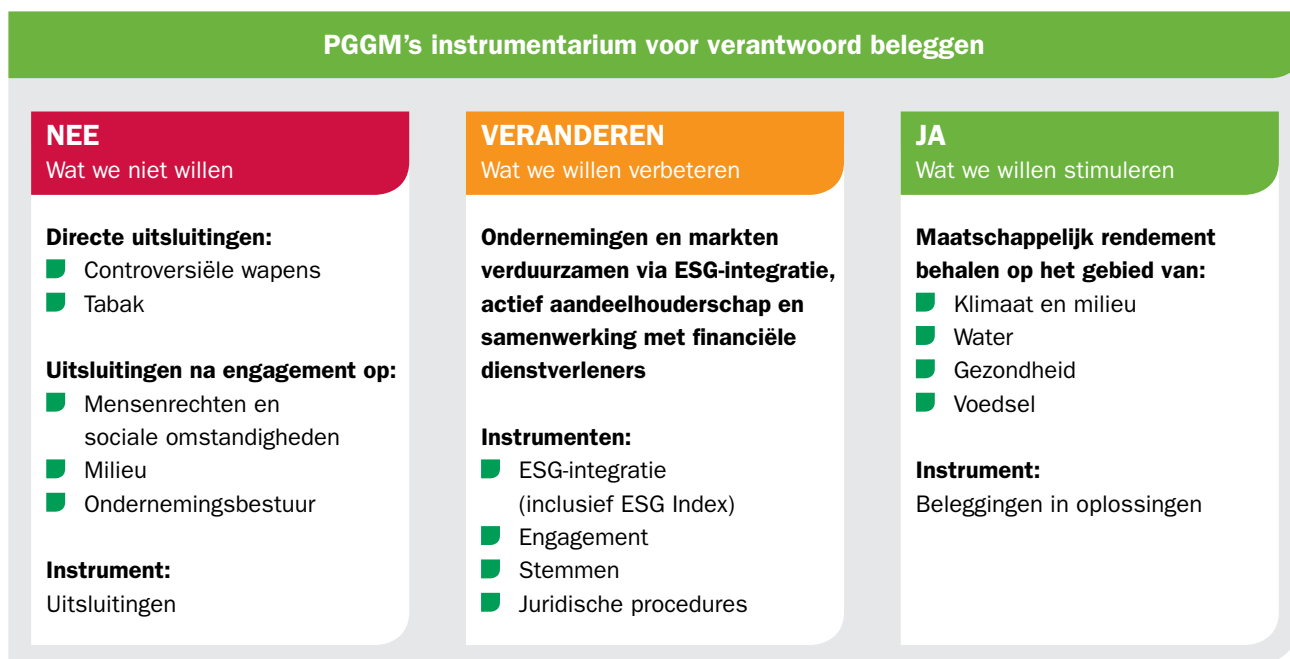 PGGM's instrumentarium voor verantwoord beleggen
NEE
Wat we niet willen
Directe uitsluitingen:
Controversiële wapens
Tabak
Uitsluitingen na engagement op:
Mensenrechten en
sociale omstandigheden
Milieu
Ondernemingsbestuur
Instrument:
Uitsluitingen
VERANDEREN
Wat we willen verbeteren
Ondernemingen en markten
verduurzamen via ESG-integratie,
actief aandeelhouderschap en
samenwerking met financiële
dienstverleners
Instrumenten:
ESG-integratie
(inclusief ESG Index)
Engagement
Stemmen
Juridische procedures
JA
Wat we willen stimuleren
Maatschappelijk rendement
behalen op het gebied van:
Klimaat en milieu
Water
Gezondheid
Voedsel
Instrument:
Beleggingen in oplossingen